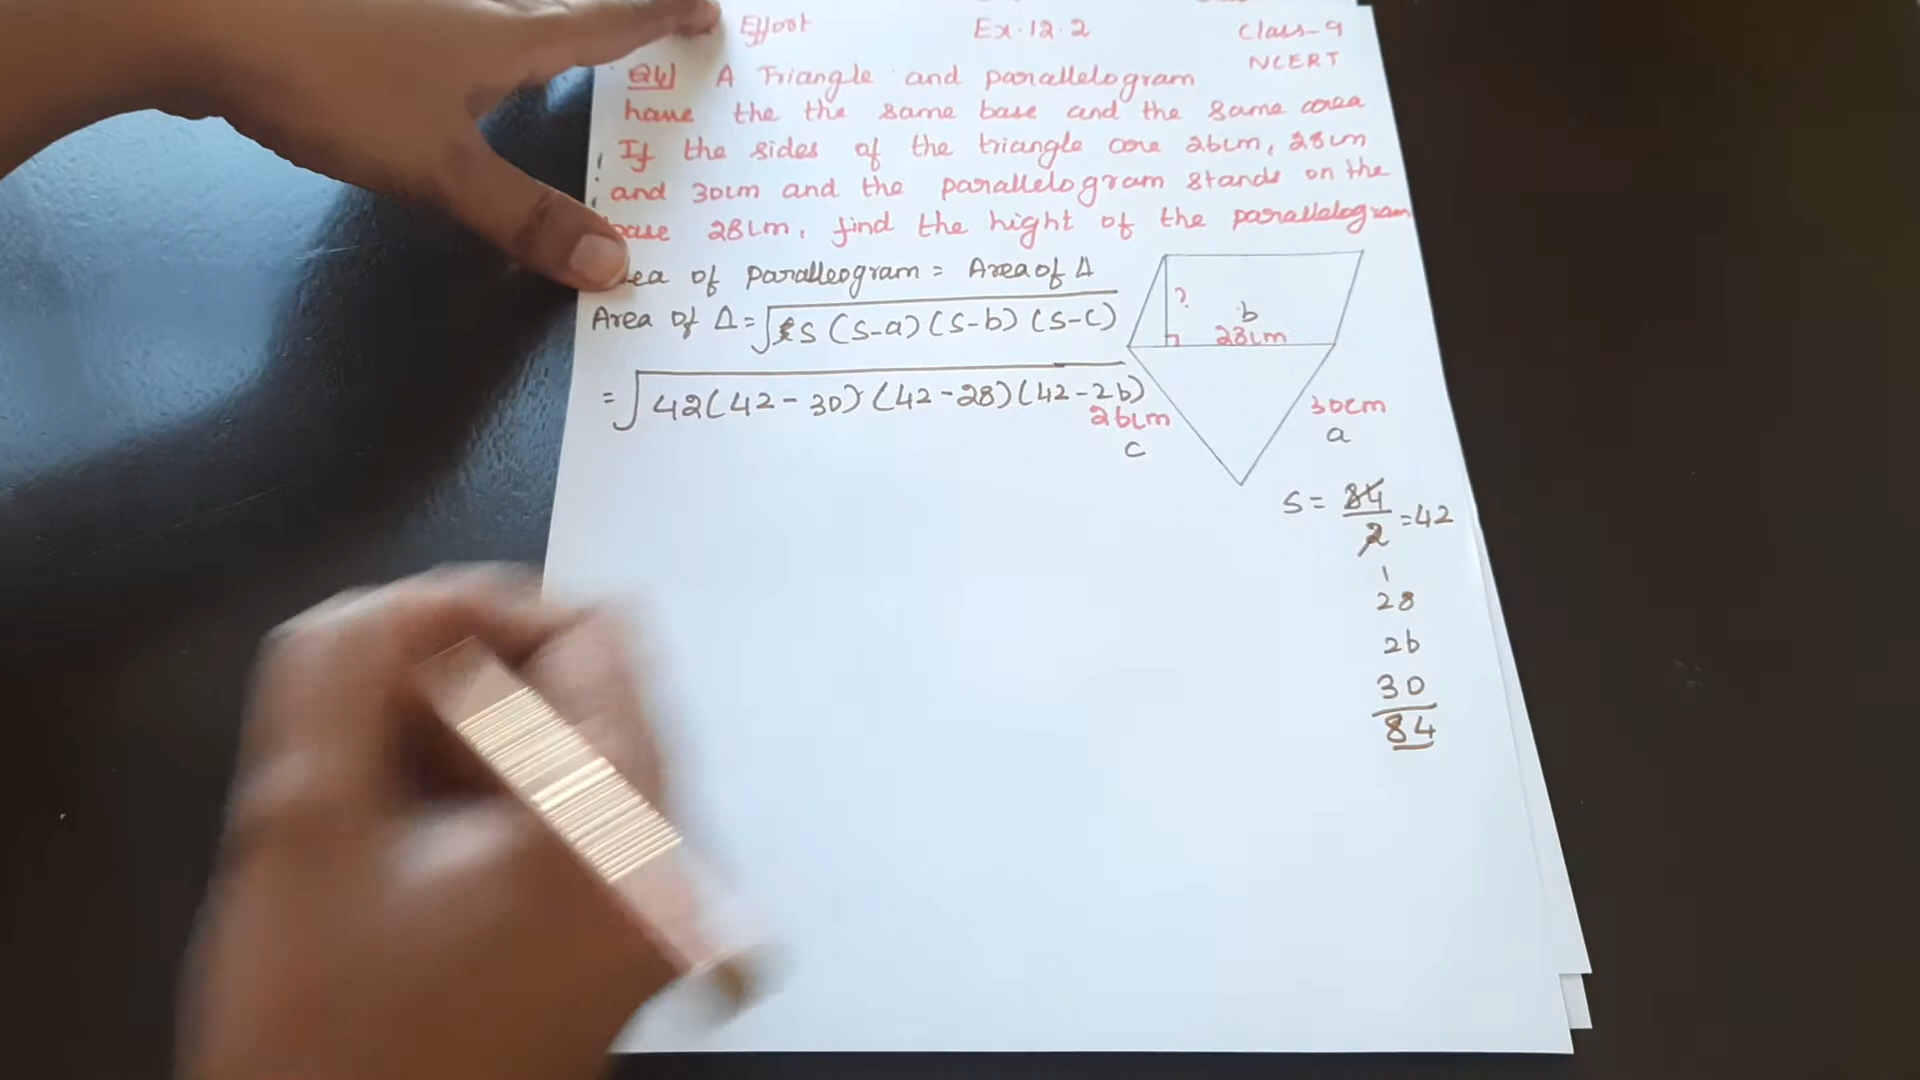 Effort Ex.12.2 Class-9
NCERT
Q4) A Triangle and parallelogram
have the the same base and the same area
If the sides of the triangle are 26cm, 28cm
and 30cm and the parallelogram stands on the
base 28cm, find the hight of the parallelogram
Area of paralleogram = Area of Δ
Area of Δ = √s (s-a) (s-b) (s-c)
= √42(42-30) (42-28) (42-26)
?
b
28cm
26cm
c
30cm
a
S = 84/2 = 42
1
28
26
30
84